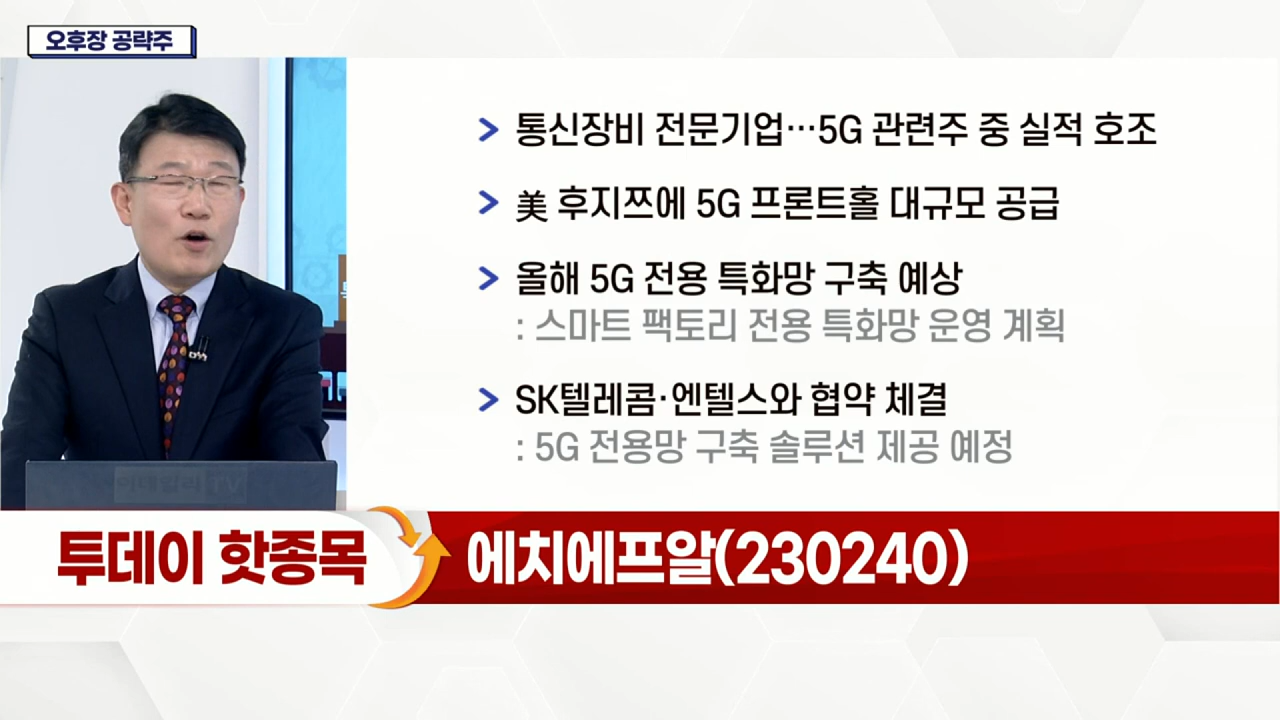 오후장 공략주
> 통신장비 전문기업…5G 관련주 중 실적 호조
> 美 후지쯔에 5G 프론트홀 대규모 공급
> 올해 5G 전용 특화망 구축 예상
: 스마트 팩토리 전용 특화망 운영 계획
> SK텔레콤·엔텔스와 협약 체결
: 5G 전용망 구축 솔루션 제공 예정
이데일리 TV
투데이 핫종목
에치에프알(230240)